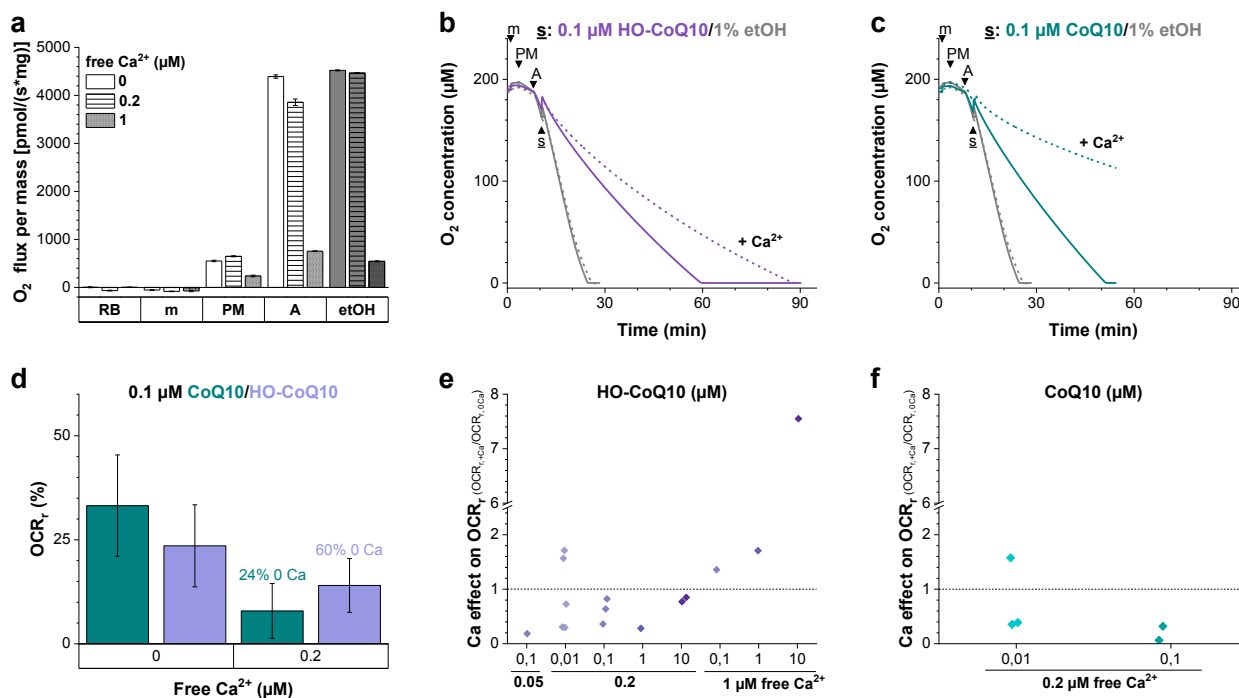 a
5000
4000
3000
2000
1000
0
O2 flux per mass [pmol/(s*mg)]
free Ca2+ (µM)
0
0.2
1
RB m PM A etOH
b
s: 0.1 µM HO-CoQ10/1% etOH
m
PM
A
s
+ Ca2+
200
100
0
O2 concentration (µM)
0 30 60 90
Time (min)
c
s: 0.1 µM CoQ10/1% etOH
m
PM
A
s
+ Ca2+
200
100
0
O2 concentration (µM)
0 30 60 90
Time (min)
d
0.1 µM CoQ10/HO-CoQ10
50
25
0
OCRr (%)
24% 0 Ca
60% 0 Ca
0 0.2
Free Ca2+ (µM)
e
HO-CoQ10 (µM)
8
7
6
2
1
0
Ca effect on OCRr (OCRr,+Ca/OCRr,0Ca)
0,1 0,01 0,1 1 10 0,1 1 10
0.05 0.2 1 µM free Ca2+
f
CoQ10 (µM)
8
7
6
2
1
0
Ca effect on OCRr (OCRr,+Ca/OCRr,0Ca)
0,01 0,1
0.2 µM free Ca2+